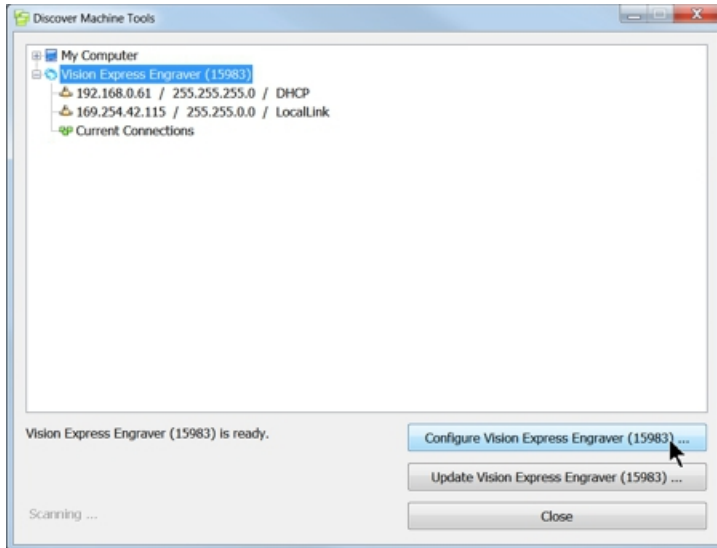 Discover Machine Tools
My Computer
Vision Express Engraver (15983)
192.168.0.61 / 255.255.255.0 / DHCP
169.254.42.115 / 255.255.0.0 / LocalLink
Current Connections
Vision Express Engraver (15983) is ready.
Configure Vision Express Engraver (15983) ...
Update Vision Express Engraver (15983) ...
Scanning ...
Close